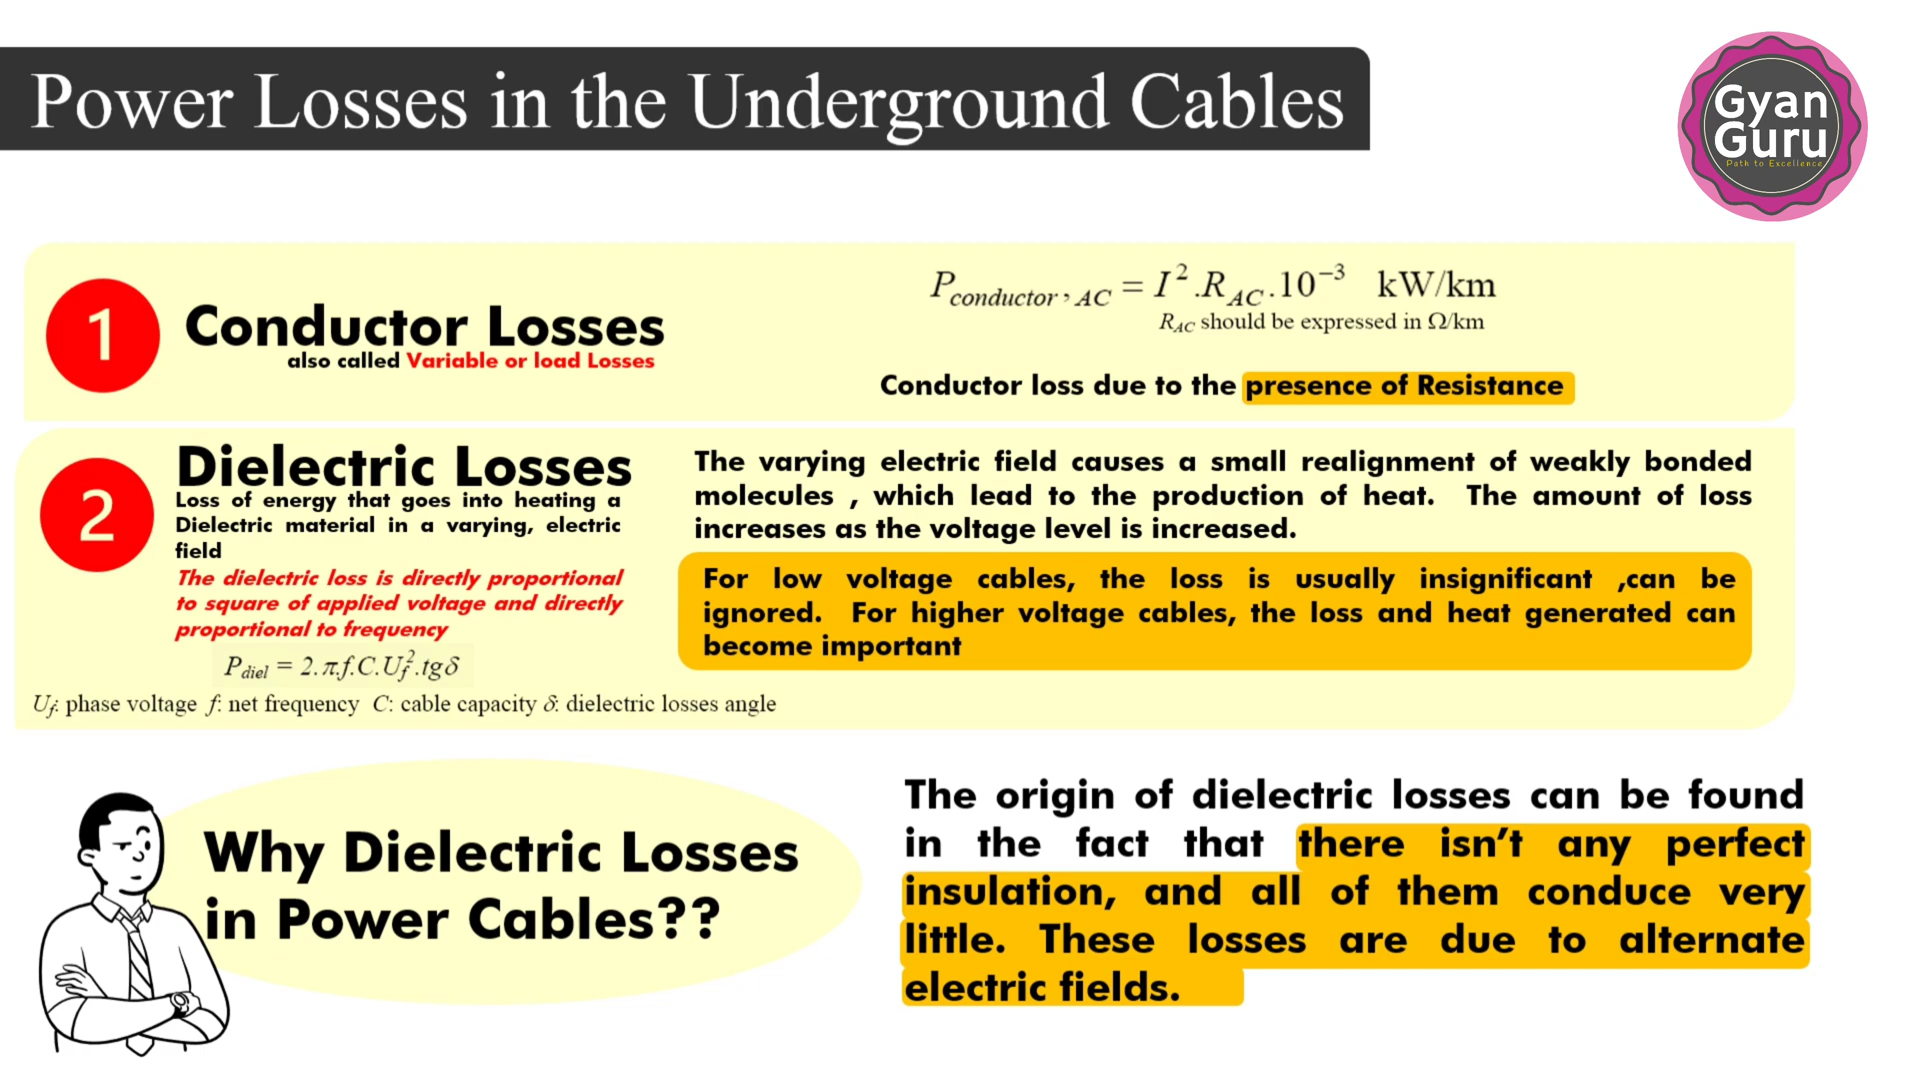 Power Losses in the Underground Cables
Gyan
Guru
Path to Excellence
1
Conductor Losses
also called Variable or load Losses
P_conductor, AC = I².R_AC.10⁻³ kW/km
R_AC should be expressed in Ω/km
Conductor loss due to the presence of Resistance
2
Dielectric Losses
Loss of energy that goes into heating a
Dielectric material in a varying, electric
field
The dielectric loss is directly proportional
to square of applied voltage and directly
proportional to frequency
P_diel = 2.π.f.C.U_f².tgδ
U_f: phase voltage f: net frequency C: cable capacity δ: dielectric losses angle
The varying electric field causes a small realignment of weakly bonded
molecules , which lead to the production of heat. The amount of loss
increases as the voltage level is increased.
For low voltage cables, the loss is usually insignificant ,can be
ignored. For higher voltage cables, the loss and heat generated can
become important
Why Dielectric Losses
in Power Cables??
The origin of dielectric losses can be found
in the fact that there isn't any perfect
insulation, and all of them conduce very
little. These losses are due to alternate
electric fields.